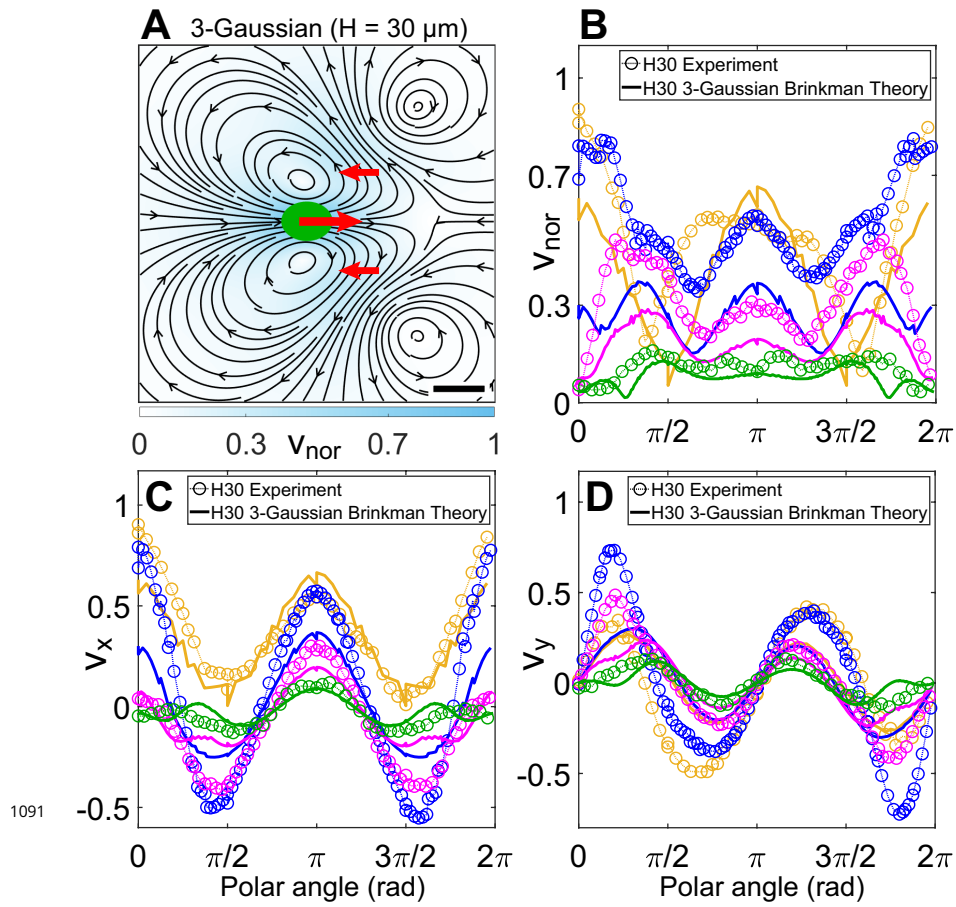 A 3-Gaussian (H = 30 μm)
0 0.3 v_nor 0.7 1
B
H30 Experiment
H30 3-Gaussian Brinkman Theory
v_nor
1
0.7
0.3
0
0 π/2 π 3π/2 2π
C
H30 Experiment
H30 3-Gaussian Brinkman Theory
v_x
1
0.5
0
-0.5
0 π/2 π 3π/2 2π
Polar angle (rad)
D
H30 Experiment
H30 3-Gaussian Brinkman Theory
v_y
1
0.5
0
-0.5
0 π/2 π 3π/2 2π
Polar angle (rad)
1091